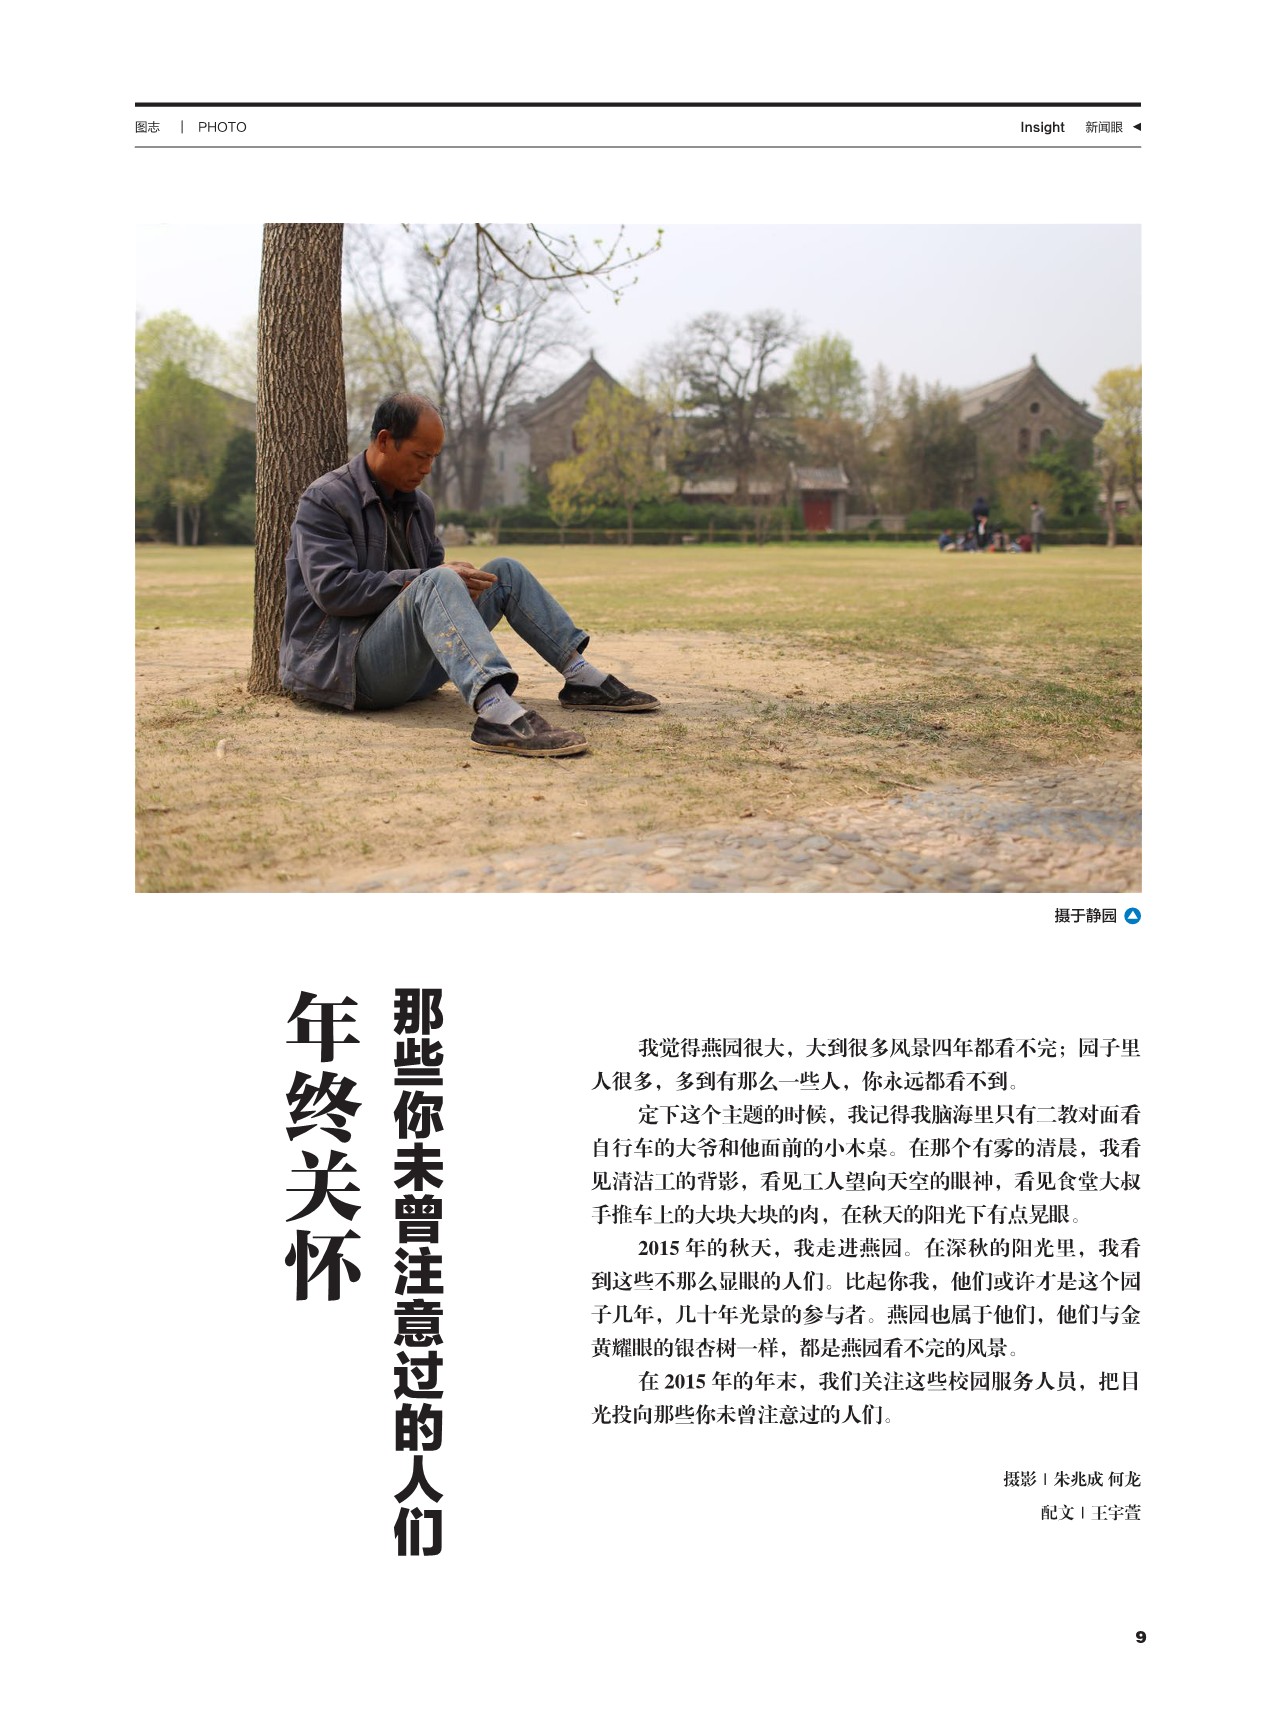 图志 | PHOTO
Insight 新闻眼
摄于静园
年终关怀
那些你未曾注意过的人们
我觉得燕园很大，大到很多风景四年都看不完；园子里
人很多，多到有那么一些人，你永远都看不到。
定下这个主题的时候，我记得我脑海里只有二教对面看
自行车的大爷和他面前的小木桌。在那个有雾的清晨，我看
见清洁工的背影，看见工人望向天空的眼神，看见食堂大叔
手推车上的大块大块的肉，在秋天的阳光下有点晃眼。
2015 年的秋天，我走进燕园。在深秋的阳光里，我看
到这些不那么显眼的人们。比起你我，他们或许才是这个园
子几年，几十年光景的参与者。燕园也属于他们，他们与金
黄耀眼的银杏树一样，都是燕园看不完的风景。
在 2015 年的年末，我们关注这些校园服务人员，把目
光投向那些你未曾注意过的人们。
摄影 | 朱兆成 何龙
配文 | 王宇萱
9